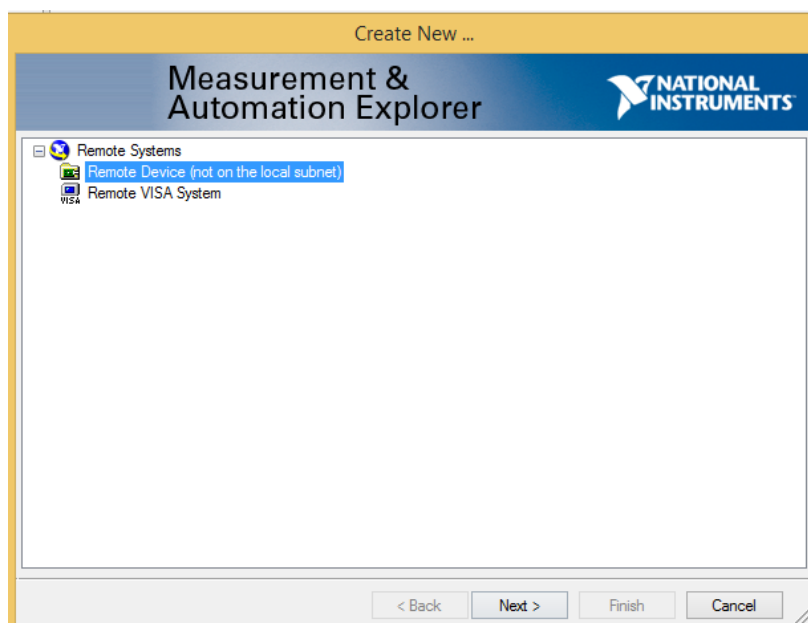 Create New ...
Measurement &
Automation Explorer
NATIONAL
INSTRUMENTS
Remote Systems
Remote Device (not on the local subnet)
VISA
Remote VISA System
< Back
Next >
Finish
Cancel